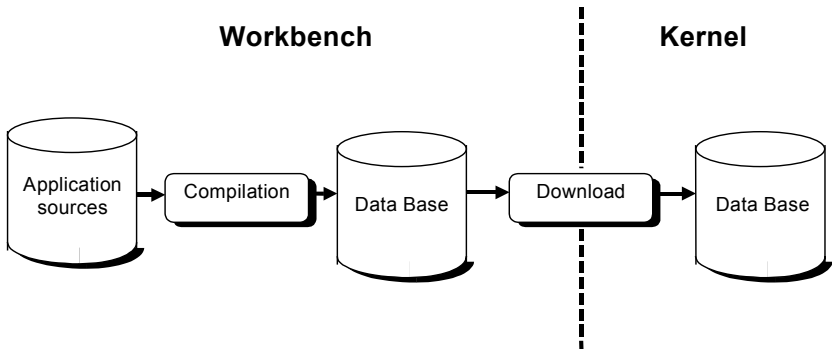 Workbench
Kernel
Application
sources
Compilation
Data Base
Download
Data Base